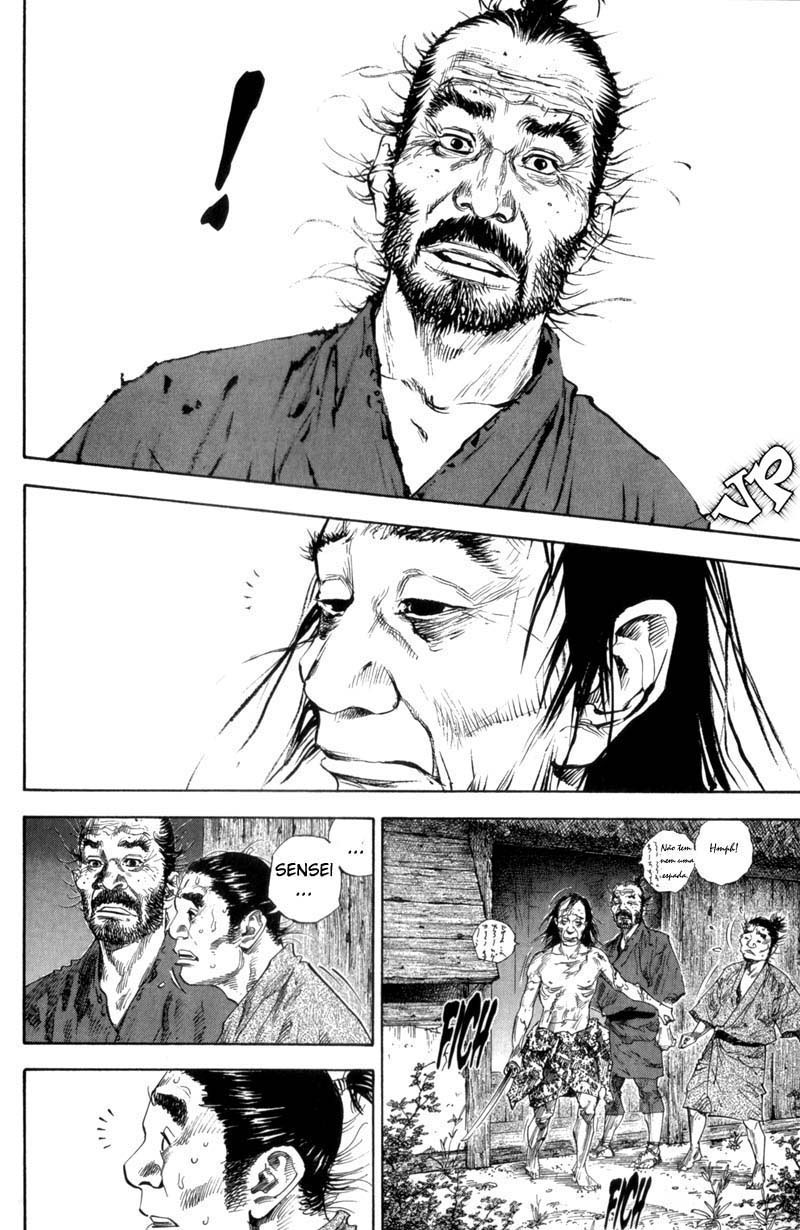 !
VP
...
SENSEI
...
Hmph!
Não tem
nem uma
espada.
FICH
FICH